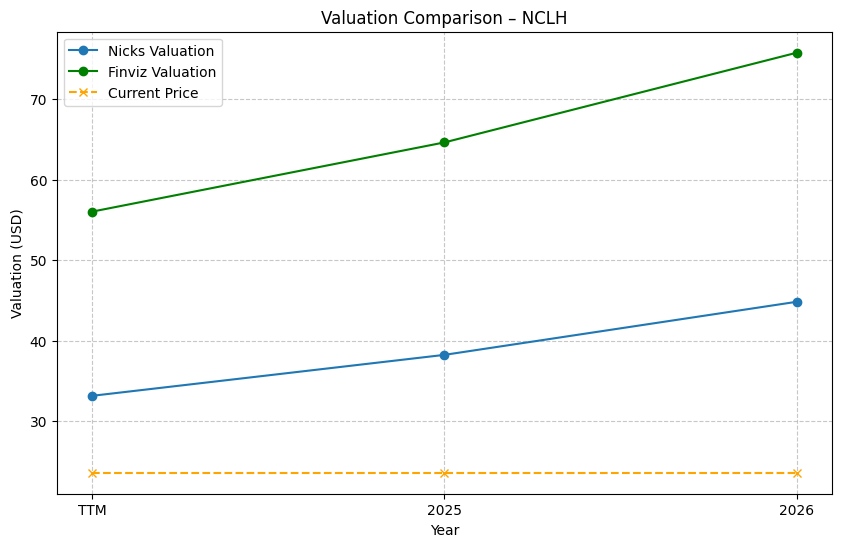 Valuation Comparison – NCLH
Nicks Valuation
Finviz Valuation
Current Price
Valuation (USD)
70
60
50
40
30
TTM
2025
2026
Year